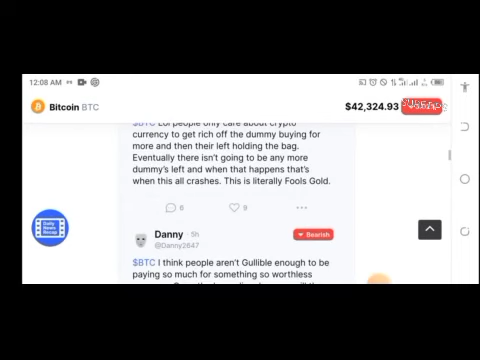 12:08 AM
Bitcoin BTC
$42,324.93
$BTC Lol people only care about crypto
currency to get rich off the dummy buying for
more and then their left holding the bag.
Eventually there isn't going to be any more
dummy's left and when that happens that's
when this all crashes. This is literally Fools Gold.
6
9
Danny 5h
Bearish
@Danny2647
Daily
News
Recap
$BTC I think people aren't Gullible enough to be
paying so much for something so worthless